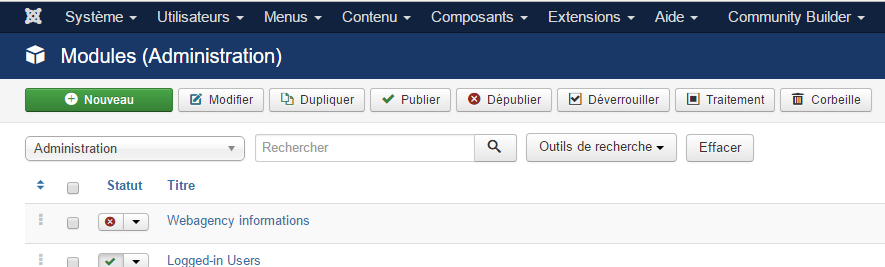 Système Utilisateurs Menus Contenu Composants Extensions Aide Community Builder
Modules (Administration)
Nouveau Modifier Dupliquer Publier Dépublier Déverrouiller Traitement Corbeille
Administration Rechercher Outils de recherche Effacer
Statut Titre
Webagency informations
Logged-in Users